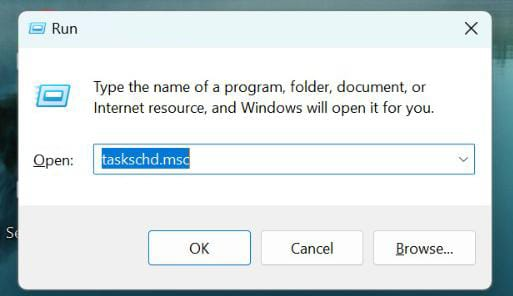 Run
Type the name of a program, folder, document, or
Internet resource, and Windows will open it for you.
Open:
taskschd.msc
OK
Cancel
Browse...